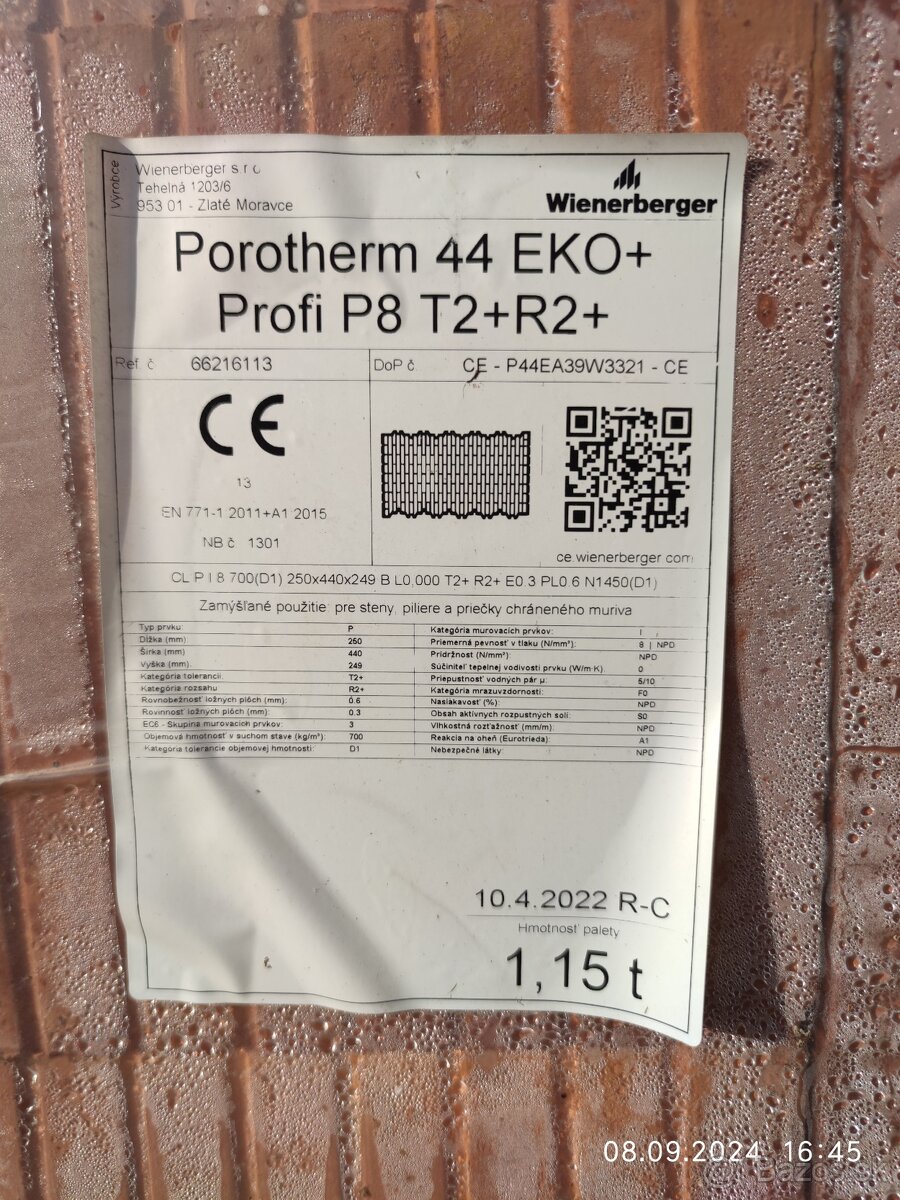 Výrobce
Wienerberger s.r.o.
Tehelná 1203/6
953 01 - Zlaté Moravce
Wienerberger
Porotherm 44 EKO+
Profi P8 T2+R2+
Ref. č 66216113
DoP č CE - P44EA39W3321 - CE
CE
13
EN 771-1 2011+A1 2015
NB č 1301
ce.wienerberger.com
CL P I 8 700(D1) 250x440x249 B L0,000 T2+ R2+ E0.3 PL0.6 N1450(D1)
Zamýšľané použitie: pre steny, piliere a priečky chráneného muriva
Typ prvku: P
Dĺžka (mm): 250
Šírka (mm): 440
Výška (mm): 249
Kategória tolerancií: T2+
Kategória rozsahu: R2+
Rovnobežnosť ložných plôch (mm): 0.6
Rovinnosť ložných plôch (mm): 0.3
EC6 - Skupina murovacích prvkov: 3
Objemová hmotnosť v suchom stave (kg/m³): 700
Kategória tolerancie objemovej hmotnosti: D1
Kategória murovacích prvkov: I
Priemerná pevnosť v tlaku (N/mm²): 8 | NPD
Prídržnosť (N/mm²): NPD
Súčiniteľ tepelnej vodivosti prvku (W/m·K): 0
Priepustnosť vodných pár µ: 5/10
Kategória mrazuvzdornosti: F0
Nasiakavosť (%): NPD
Obsah aktívnych rozpustných solí: S0
Vlhkostná rozťažnosť (mm/m): NPD
Reakcia na oheň (Eurotrieda): A1
Nebezpečné látky: NPD
10.4.2022 R-C
Hmotnosť palety
1,15 t
08.09.2024 16:45
Bazoš.sk